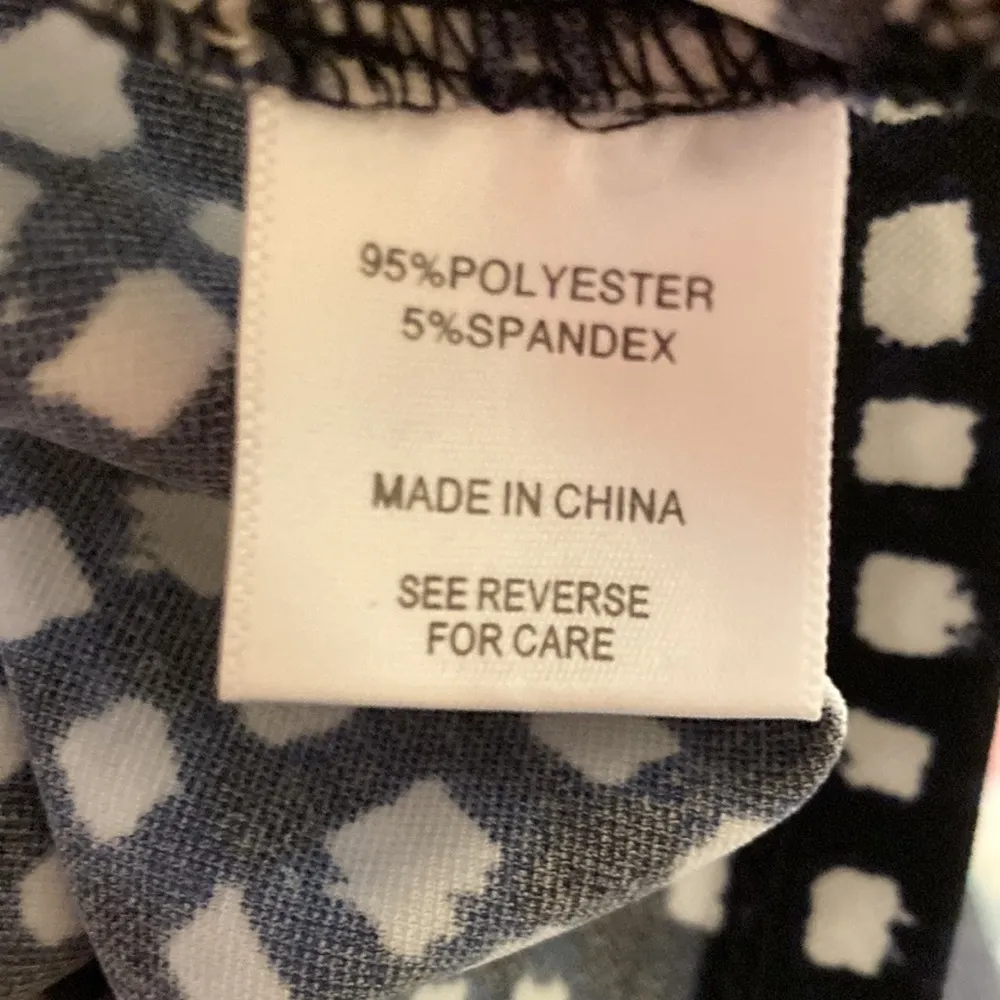 95%POLYESTER
5%SPANDEX
MADE IN CHINA
SEE REVERSE
FOR CARE